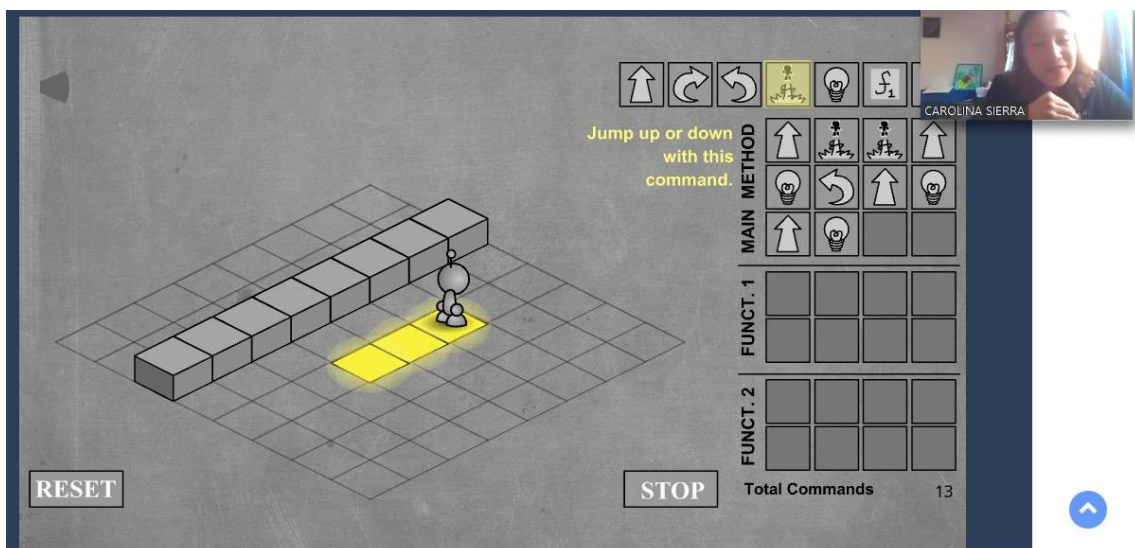 f1
CAROLINA SIERRA
Jump up or down
with this
command.
MAIN METHOD
FUNCT. 1
FUNCT. 2
RESET
STOP
Total Commands 13